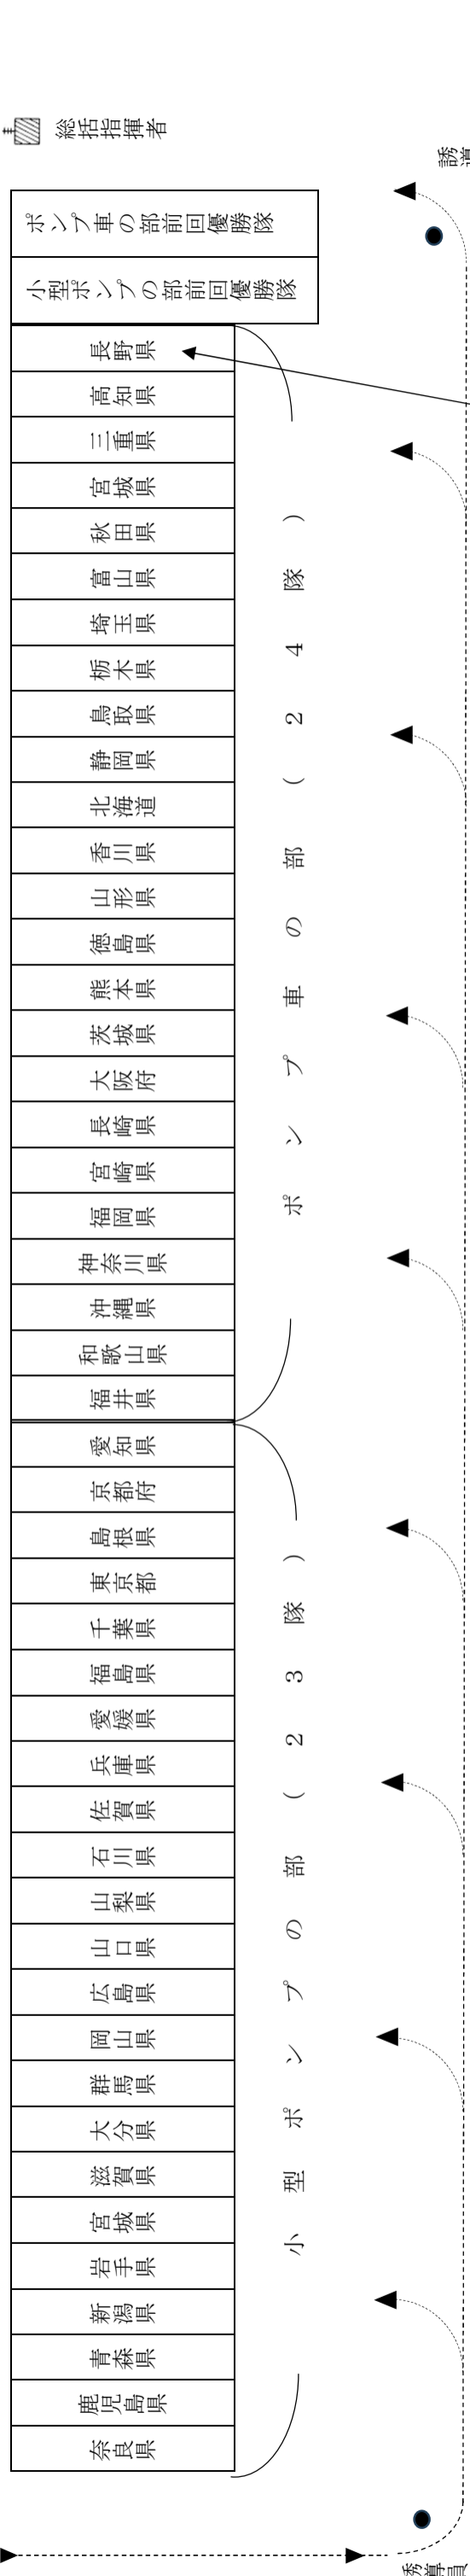 総括指揮者
誘導
ポンプ車の部前回優勝隊
小型ポンプの部前回優勝隊
長野県
高知県
三重県
宮城県
秋田県
富山県
埼玉県
栃木県
鳥取県
静岡県
北海道
香川県
山形県
徳島県
熊本県
茨城県
大阪府
長崎県
宮崎県
福岡県
神奈川県
沖縄県
和歌山県
福井県
ポンプ車の部(24隊)
愛知県
京都府
島根県
東京都
千葉県
福島県
愛媛県
兵庫県
佐賀県
石川県
山梨県
山口県
広島県
岡山県
群馬県
大分県
滋賀県
宮城県
岩手県
新潟県
青森県
鹿児島県
奈良県
小型ポンプの部(23隊)
誘導員